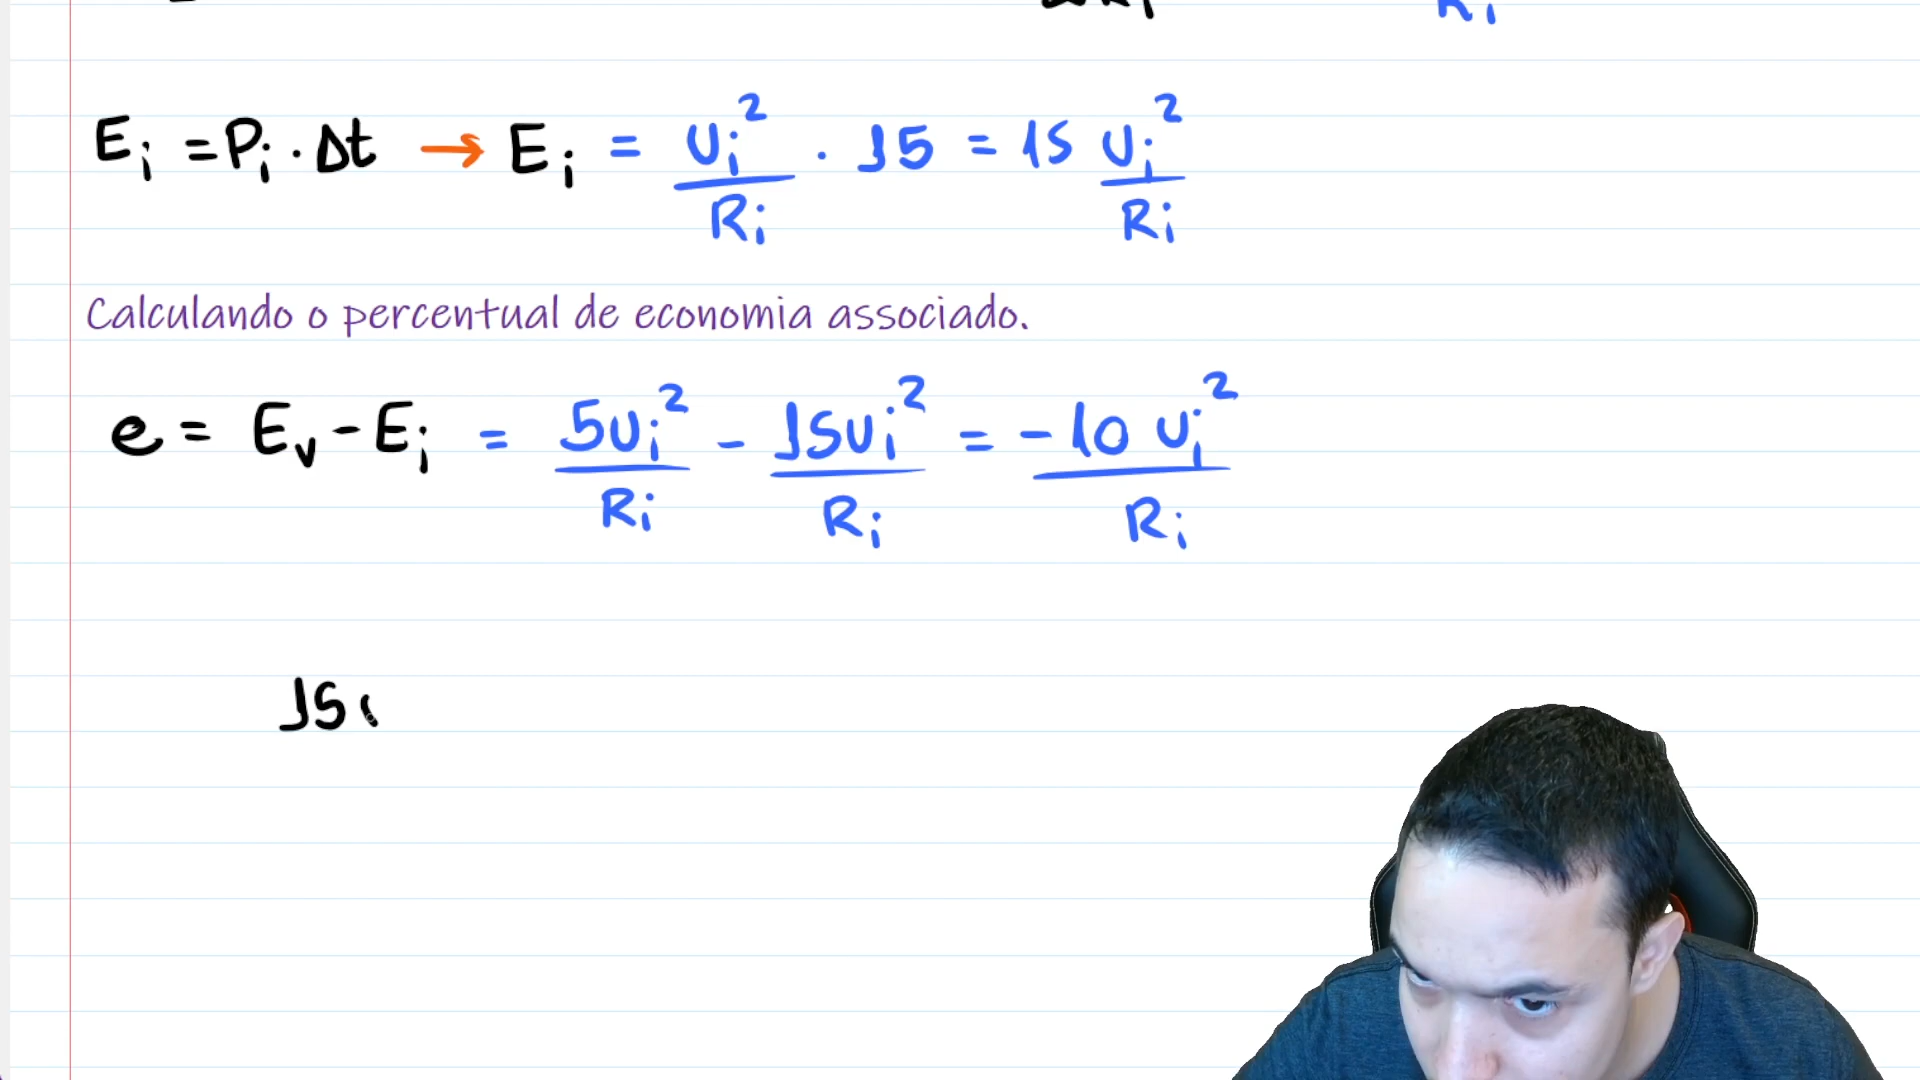 Ri
Ei = Pi . Δt → Ei = Ui² / Ri . 15 = 15 Ui² / Ri
Calculando o percentual de economia associado.
e = Ev - Ei = 5Ui² / Ri - 15Ui² / Ri = -10 Ui² / Ri
15